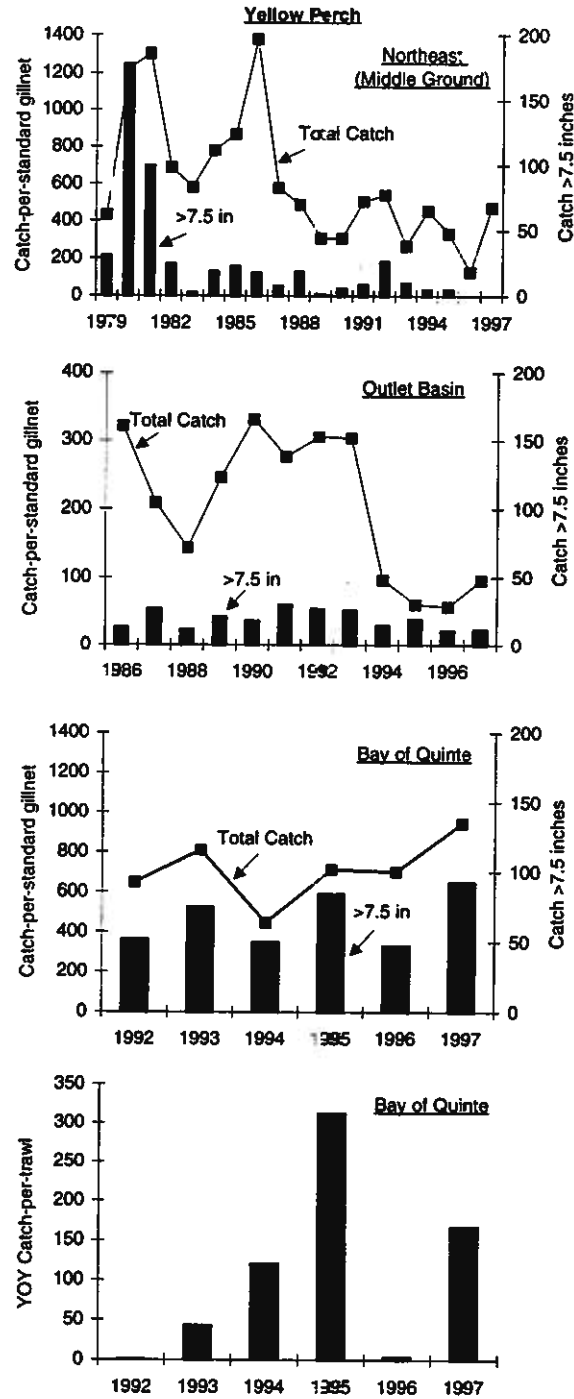 Yellow Perch
Northeast
(Middle Ground)
Catch-per-standard gillnet
1400
1200
1000
800
600
400
200
0
Total Catch
>7.5 in
200
150
100
50
0
Catch >7.5 inches
1979 1982 1985 1988 1991 1994 1997
Outlet Basin
Catch-per-standard gillnet
400
300
200
100
0
Total Catch
>7.5 in
200
150
100
50
0
Catch >7.5 inches
1986 1988 1990 1992 1994 1996
Bay of Quinte
Catch-per-standard gillnet
1400
1200
1000
800
600
400
200
0
Total Catch
>7.5 in
200
150
100
50
0
Catch >7.5 inches
1992 1993 1994 1995 1996 1997
Bay of Quinte
YOY Catch-per-trawl
350
300
250
200
150
100
50
0
1992 1993 1994 1995 1996 1997